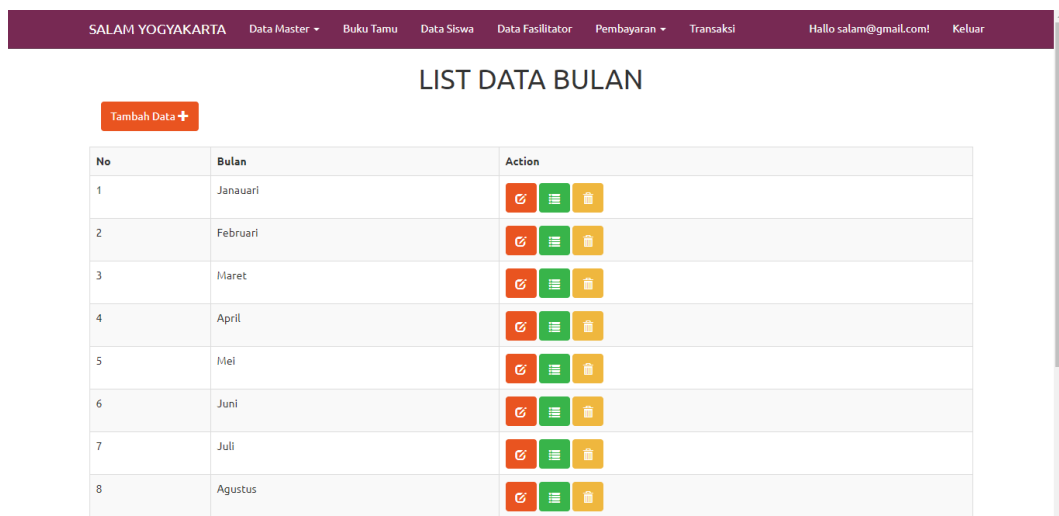 SALAM YOGYAKARTA Data Master Buku Tamu Data Siswa Data Fasilitator Pembayaran Transaksi Hallo salam@gmail.com! Keluar
LIST DATA BULAN
Tambah Data
No Bulan Action
1 Janauari
2 Februari
3 Maret
4 April
5 Mei
6 Juni
7 Juli
8 Agustus